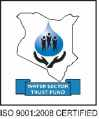 WATER SECTOR
TRUST FUND
ISO 9001:2008 CERTIFIED